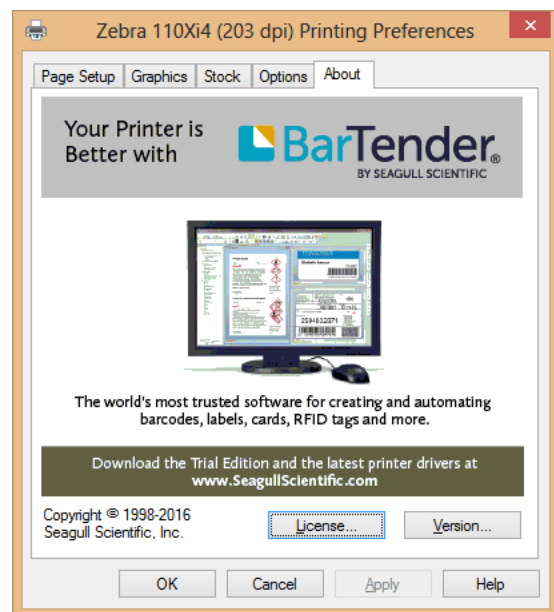 Zebra 110Xi4 (203 dpi) Printing Preferences
Page Setup Graphics Stock Options About
Your Printer is
Better with
BarTender®
BY SEAGULL SCIENTIFIC
2594632071
The world's most trusted software for creating and automating
barcodes, labels, cards, RFID tags and more.
Download the Trial Edition and the latest printer drivers at
www.SeagullScientific.com
Copyright © 1998-2016
Seagull Scientific, Inc.
License... Version...
OK Cancel Apply Help